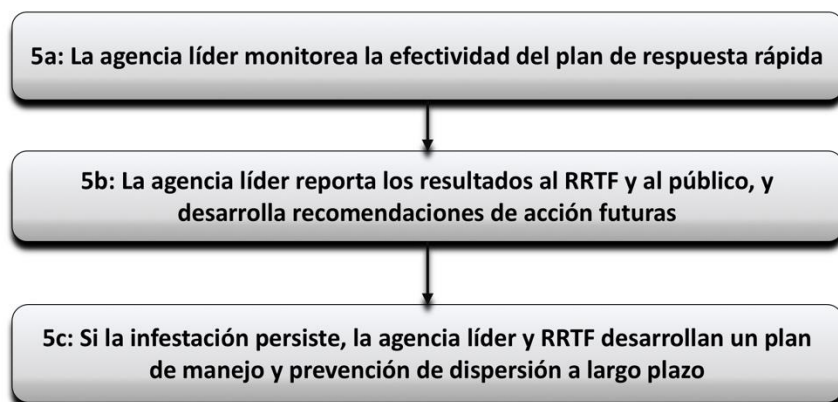 5a: La agencia líder monitorea la efectividad del plan de respuesta rápida
5b: La agencia líder reporta los resultados al RRTF y al público, y
desarrolla recomendaciones de acción futuras
5c: Si la infestación persiste, la agencia líder y RRTF desarrollan un plan
de manejo y prevención de dispersión a largo plazo